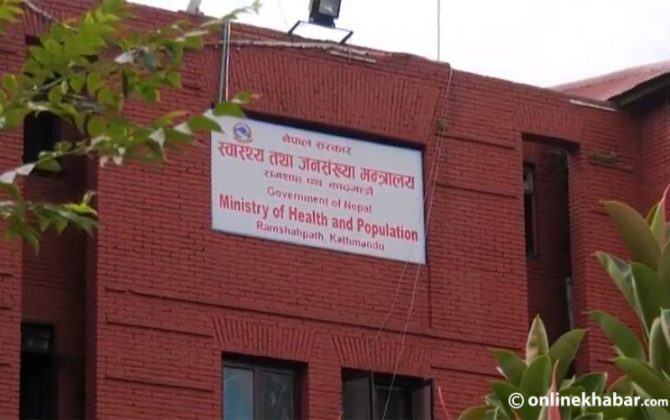 नेपाल सरकार
स्वास्थ्य तथा जनसंख्या मन्त्रालय
रामशाह पथ काठमाडौं
Government of Nepal
Ministry of Health and Population
Ramshahpath, Kathmandu
© onlinekhabar.com